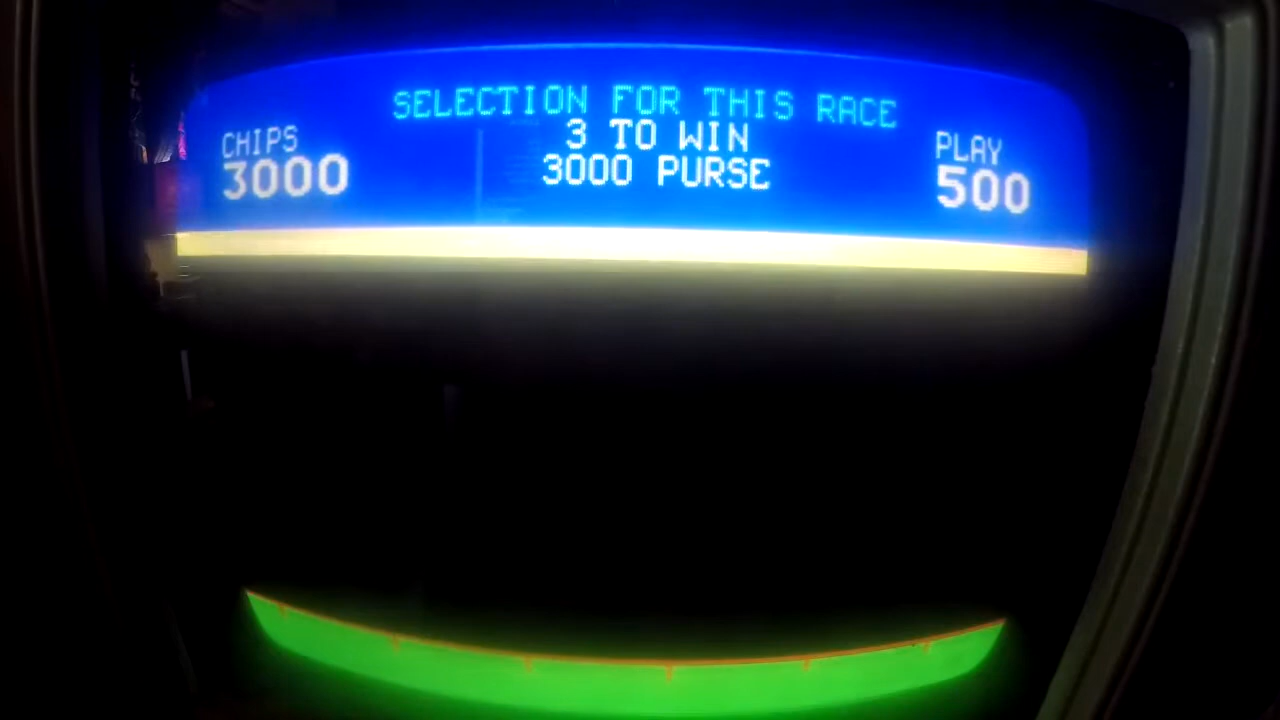 SELECTION FOR THIS RACE
3 TO WIN
3000 PURSE
CHIPS
3000
PLAY
500